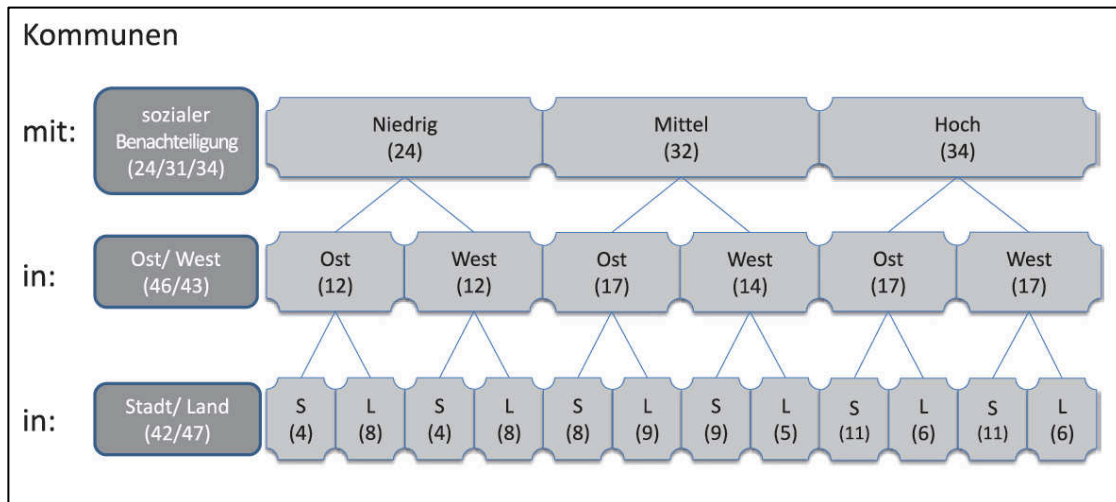 Kommunen
mit:
sozialer
Benachteiligung
(24/31/34)
Niedrig
(24)
Mittel
(32)
Hoch
(34)
in:
Ost/ West
(46/43)
Ost
(12)
West
(12)
Ost
(17)
West
(14)
Ost
(17)
West
(17)
in:
Stadt/ Land
(42/47)
S
(4)
L
(8)
S
(4)
L
(8)
S
(8)
L
(9)
S
(9)
L
(5)
S
(11)
L
(6)
S
(11)
L
(6)